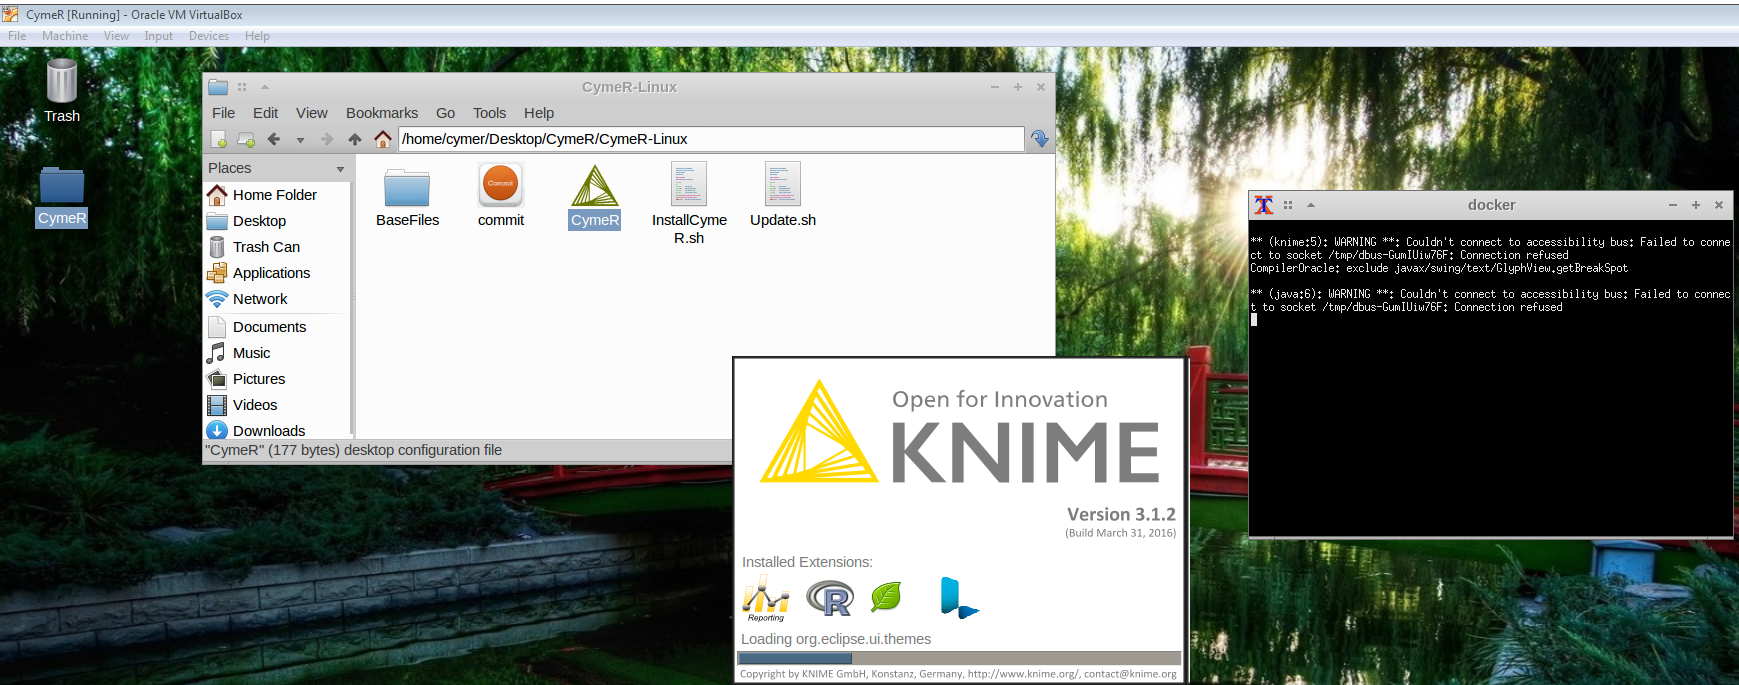 CymeR [Running] - Oracle VM VirtualBox
File Machine View Input Devices Help
Trash
CymeR
CymeR-Linux
File Edit View Bookmarks Go Tools Help
/home/cymer/Desktop/CymeR/CymeR-Linux
Places
Home Folder
Desktop
Trash Can
Applications
Network
Documents
Music
Pictures
Videos
Downloads
Commit
BaseFiles commit CymeR InstallCyme Update.sh
R.sh
"CymeR" (177 bytes) desktop configuration file
docker
** (knime:5): WARNING **: Couldn't connect to accessibility bus: Failed to conne
ct to socket /tmp/dbus-GumIUiw76F: Connection refused
CompilerOracle: exclude javax/swing/text/GlyphView.getBreakSpot
** (java:6): WARNING **: Couldn't connect to accessibility bus: Failed to connec
t to socket /tmp/dbus-GumIUiw76F: Connection refused
Open for Innovation
KNIME
Version 3.1.2
(Build March 31, 2016)
Installed Extensions:
R
Reporting
Loading org.eclipse.ui.themes
Copyright by KNIME GmbH, Konstanz, Germany, http://www.knime.org/, contact@knime.org